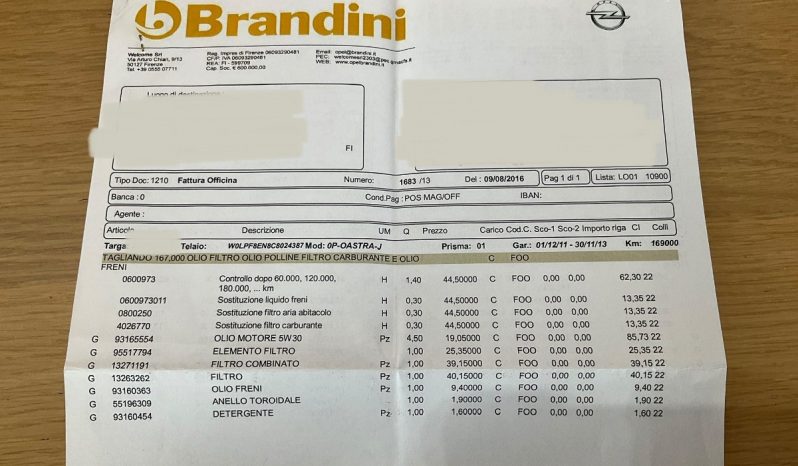 Brandini
Welcome Srl
Via Arturo Chiari, 9/13
50127 Firenze
Tel. +39 0555 07711
Reg. Impres di Firenze 06093290481
CF/P. IVA 06093290481
REA: FI - 599709
Cap. Soc. € 600.000,00
Email: opel@brandini.it
PEC:
WEB: www.opelbrandini.it
Luogo di destinazione
FI
Tipo Doc: 1210 Fattura Officina Numero: 1683 /13 Del : 09/08/2016 Pag 1 di 1 Lista: LO01 10900
Banca : 0 Cond.Pag : POS MAG/OFF IBAN:
Agente :
Articolo Descrizione UM Q Prezzo Carico Cod.C. Sco-1 Sco-2 Importo riga CI Colli
Targa Telaio: W0LPF8EN8C8024387 Mod: 0P-OASTRA-J Prisma: 01 Gar.: 01/12/11 - 30/11/13 Km: 169000
TAGLIANDO 167,000 OLIO FILTRO OLIO POLLINE FILTRO CARBURANTE E OLIO C FOO
FRENI
0600973 Controllo dopo 60.000, 120.000, H 1,40 44,50000 C FOO 0,00 0,00 62,30 22
180.000, ... km
0600973011 Sostituzione liquido freni H 0,30 44,50000 C FOO 0,00 0,00 13,35 22
0800250 Sostituzione filtro aria abitacolo H 0,30 44,50000 C FOO 0,00 0,00 13,35 22
4026770 Sostituzione filtro carburante H 0,30 44,50000 C FOO 0,00 0,00 13,35 22
G 93165554 OLIO MOTORE 5W30 Pz 4,50 19,05000 C FOO 0,00 0,00 85,73 22
G 95517794 ELEMENTO FILTRO 1,00 25,35000 C FOO 0,00 0,00 25,35 22
G 13271191 FILTRO COMBINATO Pz 1,00 39,15000 C FOO 0,00 0,00 39,15 22
G 13263262 FILTRO Pz 1,00 40,15000 C FOO 0,00 0,00 40,15 22
G 93160363 OLIO FRENI Pz 1,00 9,40000 C FOO 0,00 0,00 9,40 22
G 55196309 ANELLO TOROIDALE Pz 1,00 1,90000 C FOO 0,00 0,00 1,90 22
G 93160454 DETERGENTE Pz 1,00 1,60000 C FOO 0,00 0,00 1,60 22